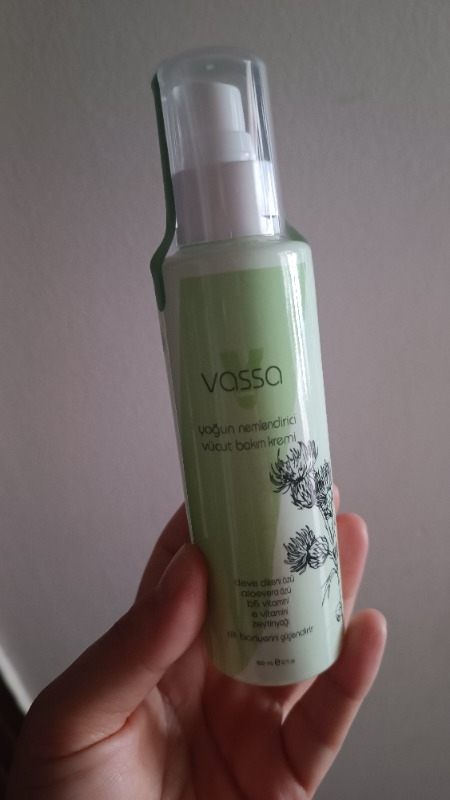 vassa
yoğun nemlendirici
vücut bakım kremi
deve dikeni özü
aloevera özü
b5 vitamini
e vitamini
zeytinyağı
cilt bariyerini güçlendirir